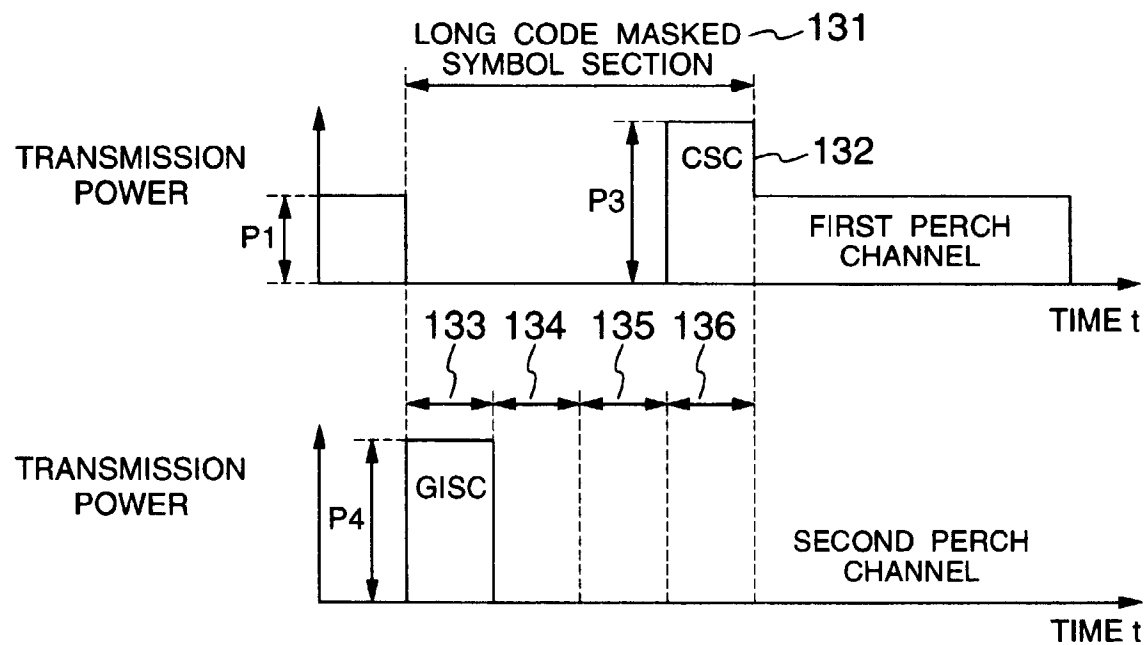 LONG CODE MASKED 131
SYMBOL SECTION
TRANSMISSION
POWER
P1
P3
CSC 132
FIRST PERCH
CHANNEL
TIME t
133 134 135 136
TRANSMISSION
POWER
P4
GISC
SECOND PERCH
CHANNEL
TIME t